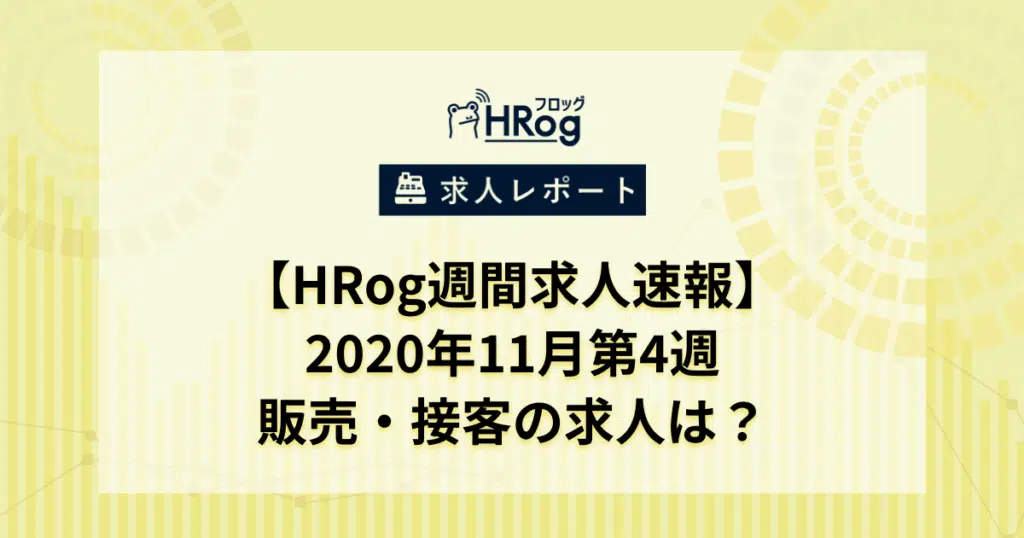 フロッグ
HRog
求人レポート
【HRog週間求人速報】
2020年11月第4週
販売・接客の求人は？